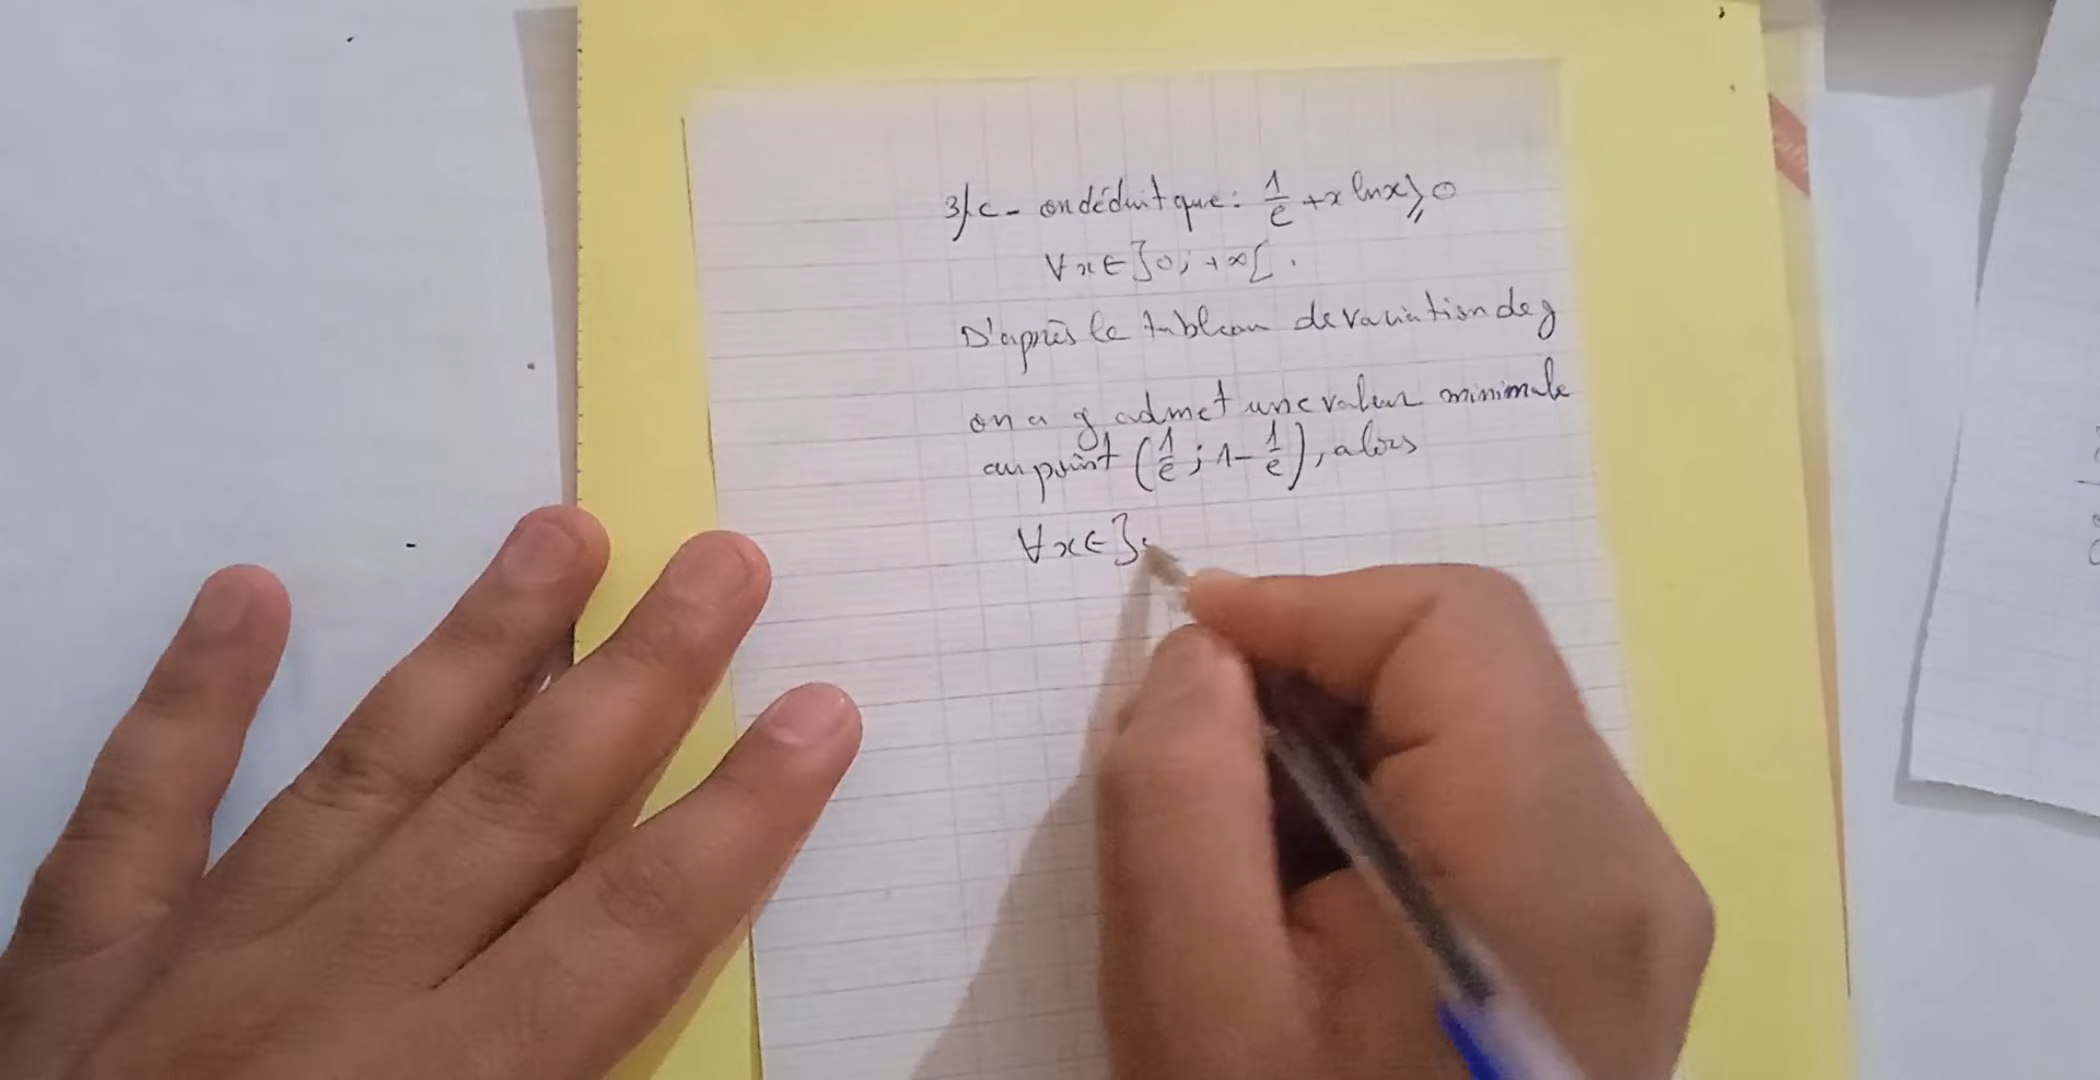 3/c - on déduit que : 1/e + x ln x ⩾ 0
∀x ∈ ]0 ; +∞[ .
D'après le tableau de variation de g
on a g admet une valeur minimale
au point (1/e ; 1 - 1/e), alors
∀x ∈ ]